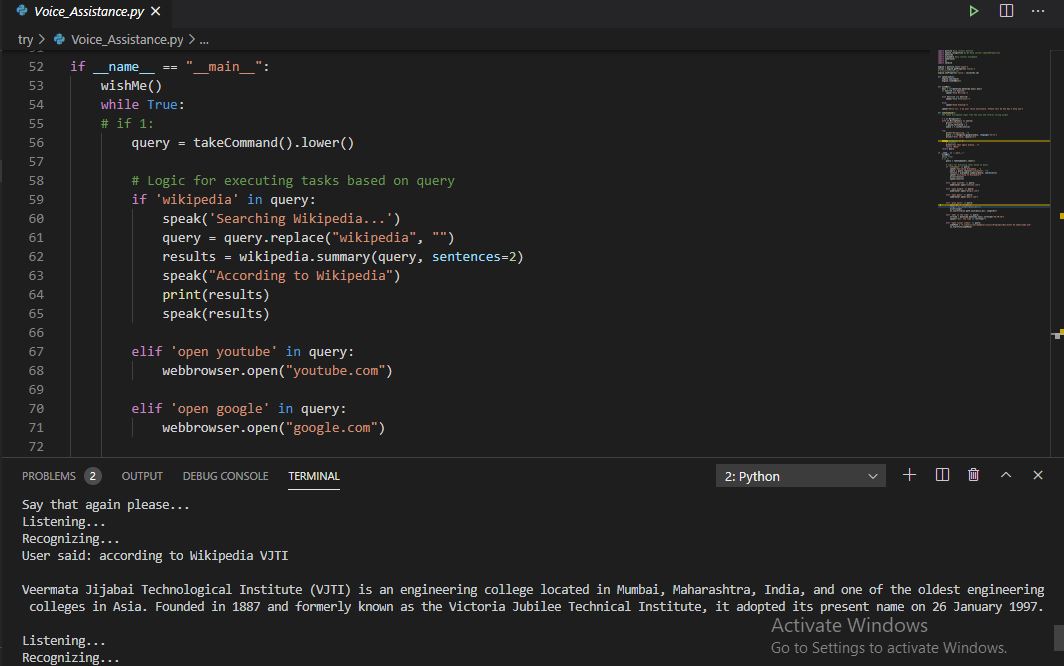 Voice_Assistance.py
try > Voice_Assistance.py > ...
52 if __name__ == "__main__":
53 wishMe()
54 while True:
55 # if 1:
56 query = takeCommand().lower()
57
58 # Logic for executing tasks based on query
59 if 'wikipedia' in query:
60 speak('Searching Wikipedia...')
61 query = query.replace("wikipedia", "")
62 results = wikipedia.summary(query, sentences=2)
63 speak("According to Wikipedia")
64 print(results)
65 speak(results)
66
67 elif 'open youtube' in query:
68 webbrowser.open("youtube.com")
69
70 elif 'open google' in query:
71 webbrowser.open("google.com")
72
PROBLEMS 2 OUTPUT DEBUG CONSOLE TERMINAL 2: Python
Say that again please...
Listening...
Recognizing...
User said: according to Wikipedia VJTI
Veermata Jijabai Technological Institute (VJTI) is an engineering college located in Mumbai, Maharashtra, India, and one of the oldest engineering
colleges in Asia. Founded in 1887 and formerly known as the Victoria Jubilee Technical Institute, it adopted its present name on 26 January 1997.
Listening...
Recognizing...
Activate Windows
Go to Settings to activate Windows.